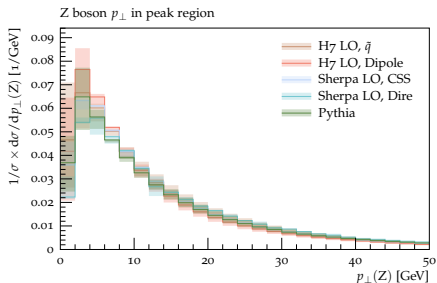 Z boson p⊥ in peak region
1/σ × dσ/dp⊥(Z) [1/GeV]
0.09
0.08
0.07
0.06
0.05
0.04
0.03
0.02
0.01
0
H7 LO, q̃
H7 LO, Dipole
Sherpa LO, CSS
Sherpa LO, Dire
Pythia
0 10 20 30 40 50
p⊥(Z) [GeV]